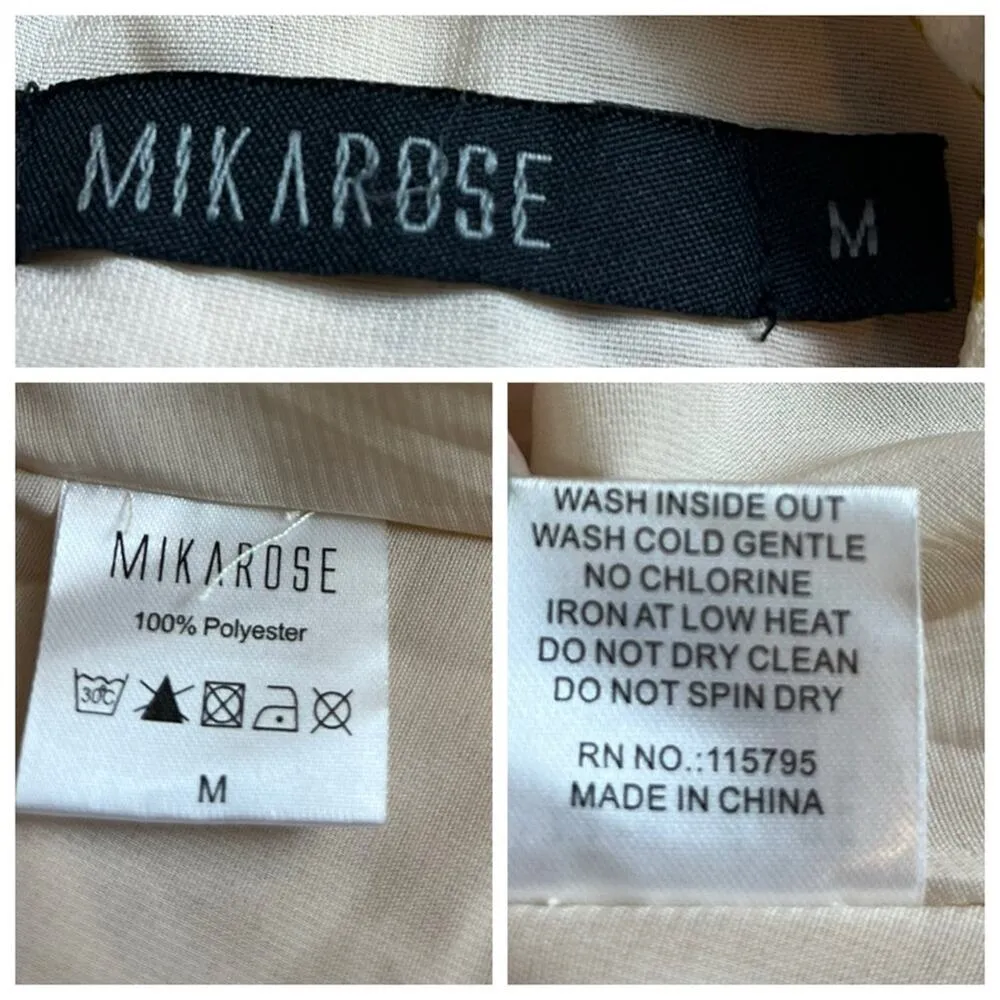 MIKAROSE M
MIKAROSE
100% Polyester
30C
M
WASH INSIDE OUT
WASH COLD GENTLE
NO CHLORINE
IRON AT LOW HEAT
DO NOT DRY CLEAN
DO NOT SPIN DRY
RN NO.:115795
MADE IN CHINA